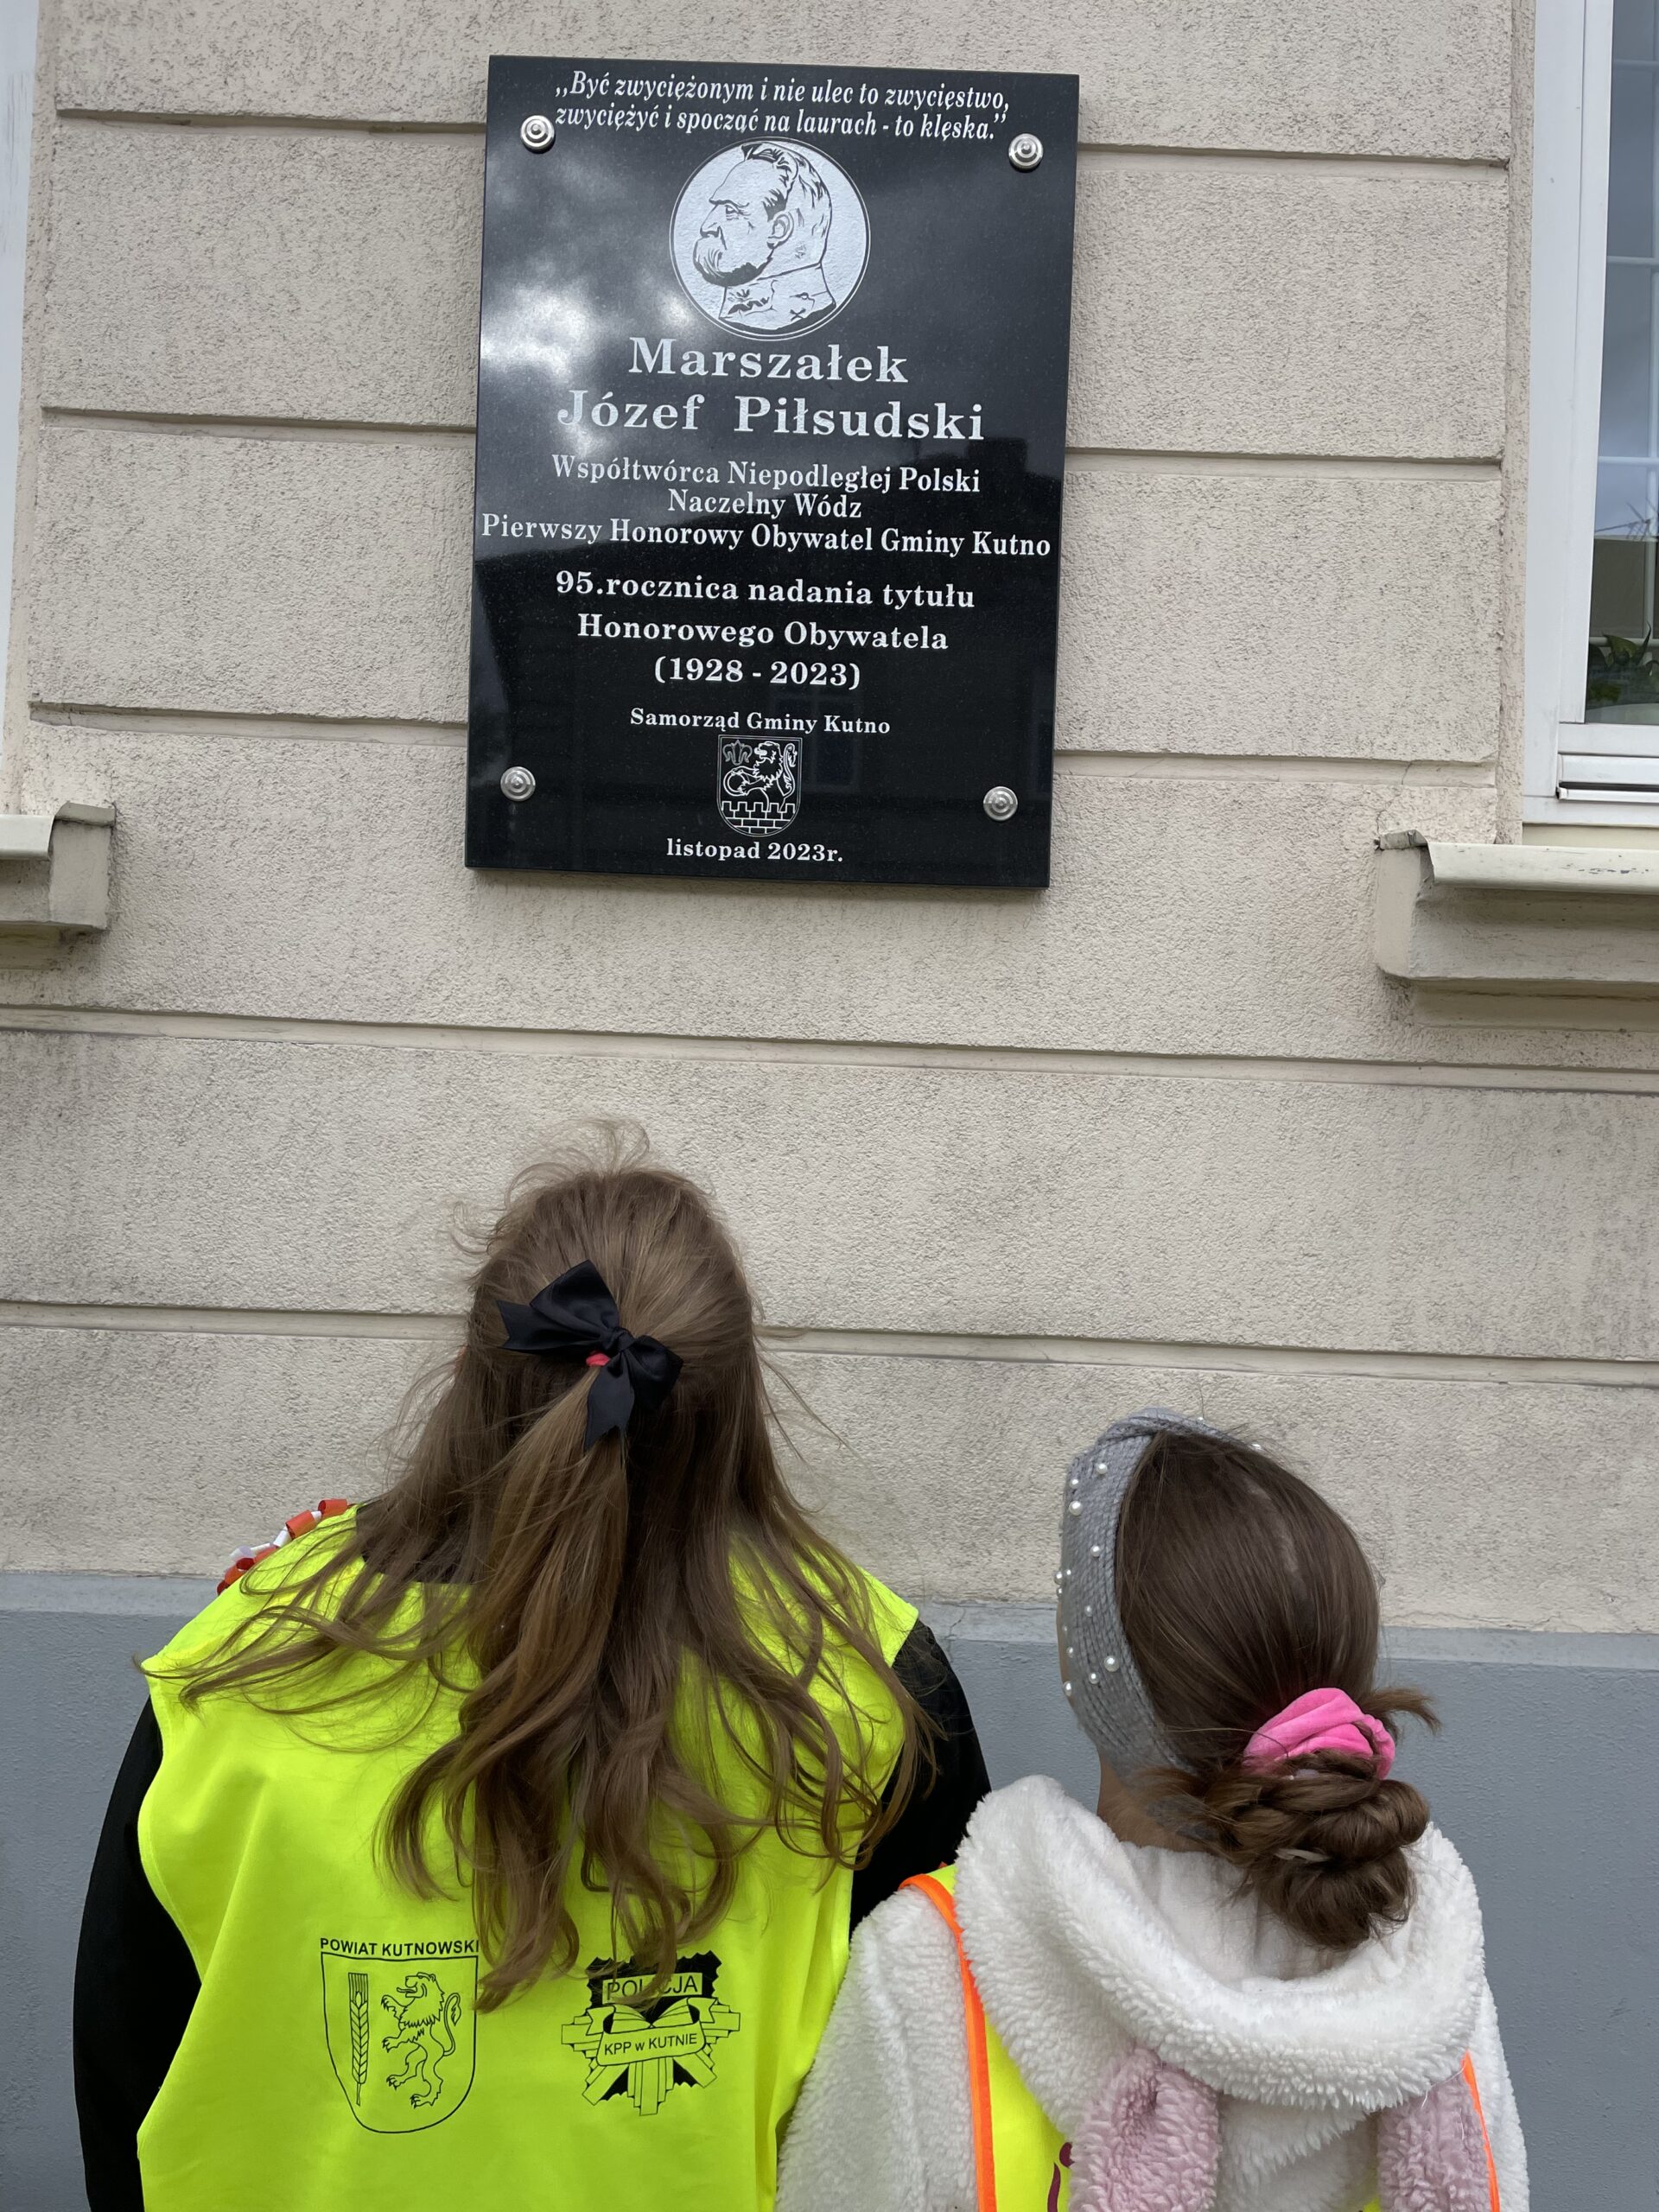 „Być zwyciężonym i nie ulec to zwycięstwo,
zwyciężyć i spocząć na laurach - to klęska.”
Marszałek
Józef Piłsudski
Współtwórca Niepodległej Polski
Naczelny Wódz
Pierwszy Honorowy Obywatel Gminy Kutno
95.rocznica nadania tytułu
Honorowego Obywatela
(1928 - 2023)
Samorząd Gminy Kutno
listopad 2023r.
POWIAT KUTNOWSKI
POLICJA
KPP w KUTNIE